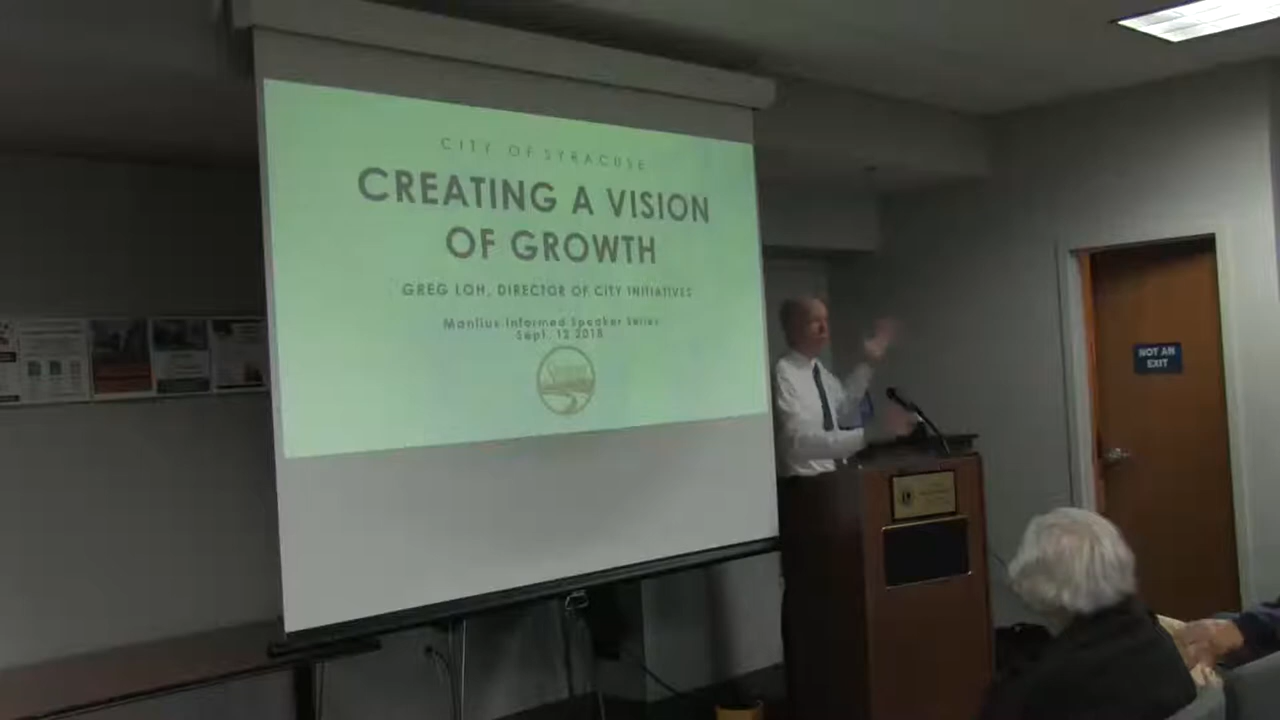 CITY OF SYRACUSE
CREATING A VISION
OF GROWTH
GREG LOH, DIRECTOR OF CITY INITIATIVES
Manlius Informed Speaker Series
Sept. 12 2018
NOT AN
EXIT